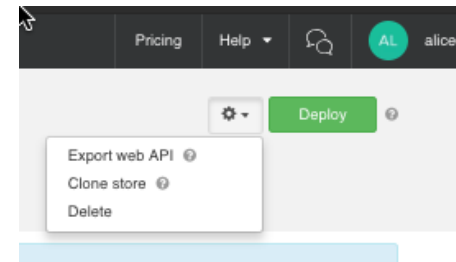 Pricing Help AL alice
Deploy
Export web API
Clone store
Delete